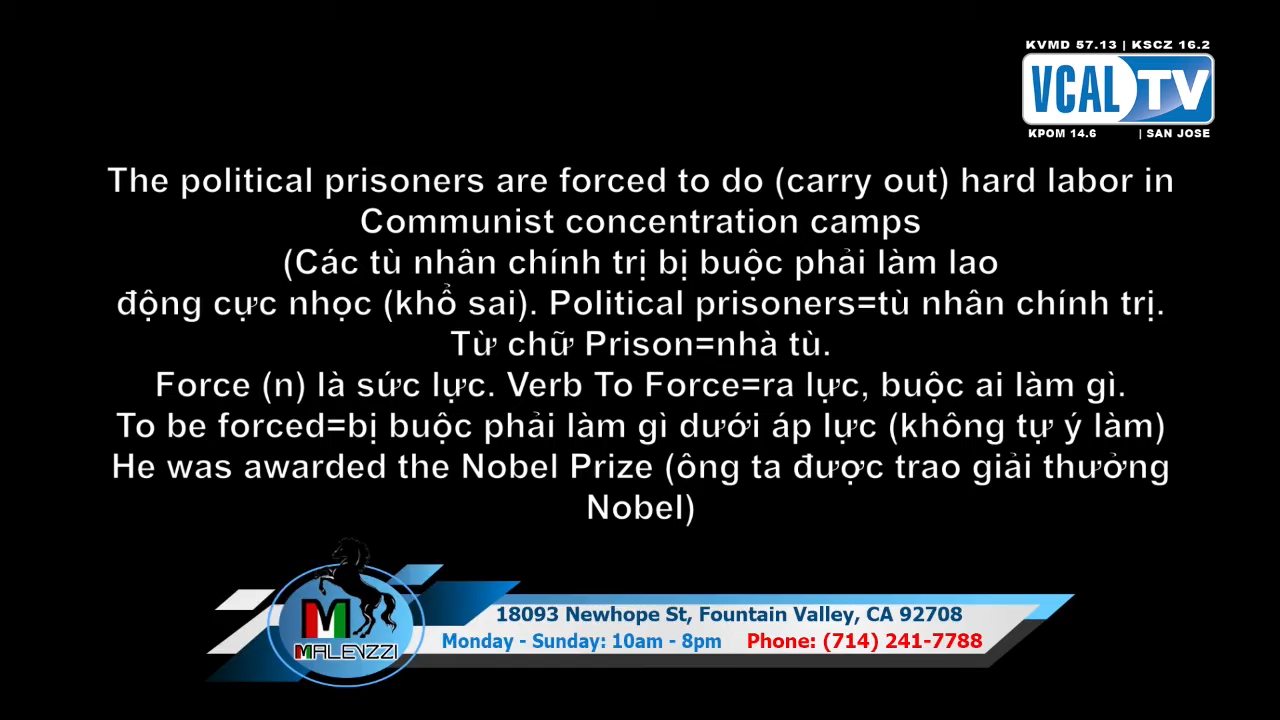 KVMD 57.13 | KSCZ 16.2
VCAL TV
KPOM 14.6 | SAN JOSE
The political prisoners are forced to do (carry out) hard labor in
Communist concentration camps
(Các tù nhân chính trị bị buộc phải làm lao
động cực nhọc (khổ sai). Political prisoners=tù nhân chính trị.
Từ chữ Prison=nhà tù.
Force (n) là sức lực. Verb To Force=ra lực, buộc ai làm gì.
To be forced=bị buộc phải làm gì dưới áp lực (không tự ý làm)
He was awarded the Nobel Prize (ông ta được trao giải thưởng
Nobel)
M
MALENZZI
18093 Newhope St, Fountain Valley, CA 92708
Monday - Sunday: 10am - 8pm Phone: (714) 241-7788